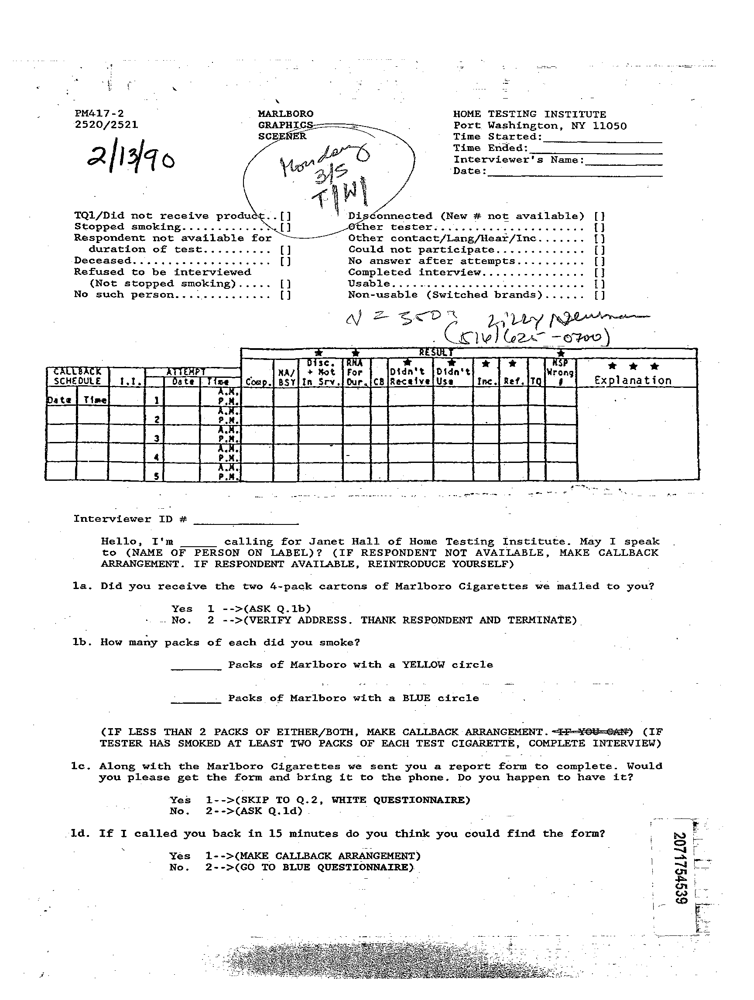 PM417-2
2520/2521
2/13/90
MARLBORO
GRAPHICS
SCEENER
Monday
3/5
T/W/
HOME TESTING INSTITUTE
Port Washington, NY 11050
Time Started:
Time Ended:
Interviewer's Name:
Date:
TQ1/Did not receive product..[]
Stopped smoking.............[]
Respondent not available for
duration of test.......... []
Deceased.................... []
Refused to be interviewed
(Not stopped smoking)..... []
No such person.............. []
Disconnected (New # not available) []
Other tester....................... []
Other contact/Lang/Hear/Inc....... []
Could not participate............. []
No answer after attempts.......... []
Completed interview............... []
Usable............................ []
Non-usable (Switched brands)...... []
N = 350?
(516)625-0700)
RESULT
CALLBACK SCHEDULE I.I. ATTEMPT Date Time Comp. NA/BSY Disc. + Not In Srv. RNA For Dur. CB Didn't Receive Didn't Use Inc. Ref. TQ NSP Wrong # Explanation
Date Time 1 A.M. P.M.
2 A.M. P.M.
3 A.M. P.M.
4 A.M. P.M.
5 A.M. P.M.
Interviewer ID #
Hello, I'm _____ calling for Janet Hall of Home Testing Institute. May I speak
to (NAME OF PERSON ON LABEL)? (IF RESPONDENT NOT AVAILABLE, MAKE CALLBACK
ARRANGEMENT. IF RESPONDENT AVAILABLE, REINTRODUCE YOURSELF)
1a. Did you receive the two 4-pack cartons of Marlboro Cigarettes we mailed to you?
Yes 1 -->(ASK Q.1b)
No. 2 -->(VERIFY ADDRESS. THANK RESPONDENT AND TERMINATE)
1b. How many packs of each did you smoke?
_______ Packs of Marlboro with a YELLOW circle
_______ Packs of Marlboro with a BLUE circle
(IF LESS THAN 2 PACKS OF EITHER/BOTH, MAKE CALLBACK ARRANGEMENT. IF YOU CAN) (IF
TESTER HAS SMOKED AT LEAST TWO PACKS OF EACH TEST CIGARETTE, COMPLETE INTERVIEW)
1c. Along with the Marlboro Cigarettes we sent you a report form to complete. Would
you please get the form and bring it to the phone. Do you happen to have it?
Yes 1-->(SKIP TO Q.2, WHITE QUESTIONNAIRE)
No. 2-->(ASK Q.1d)
1d. If I called you back in 15 minutes do you think you could find the form?
Yes 1-->(MAKE CALLBACK ARRANGEMENT)
No. 2-->(GO TO BLUE QUESTIONNAIRE)
2071754539